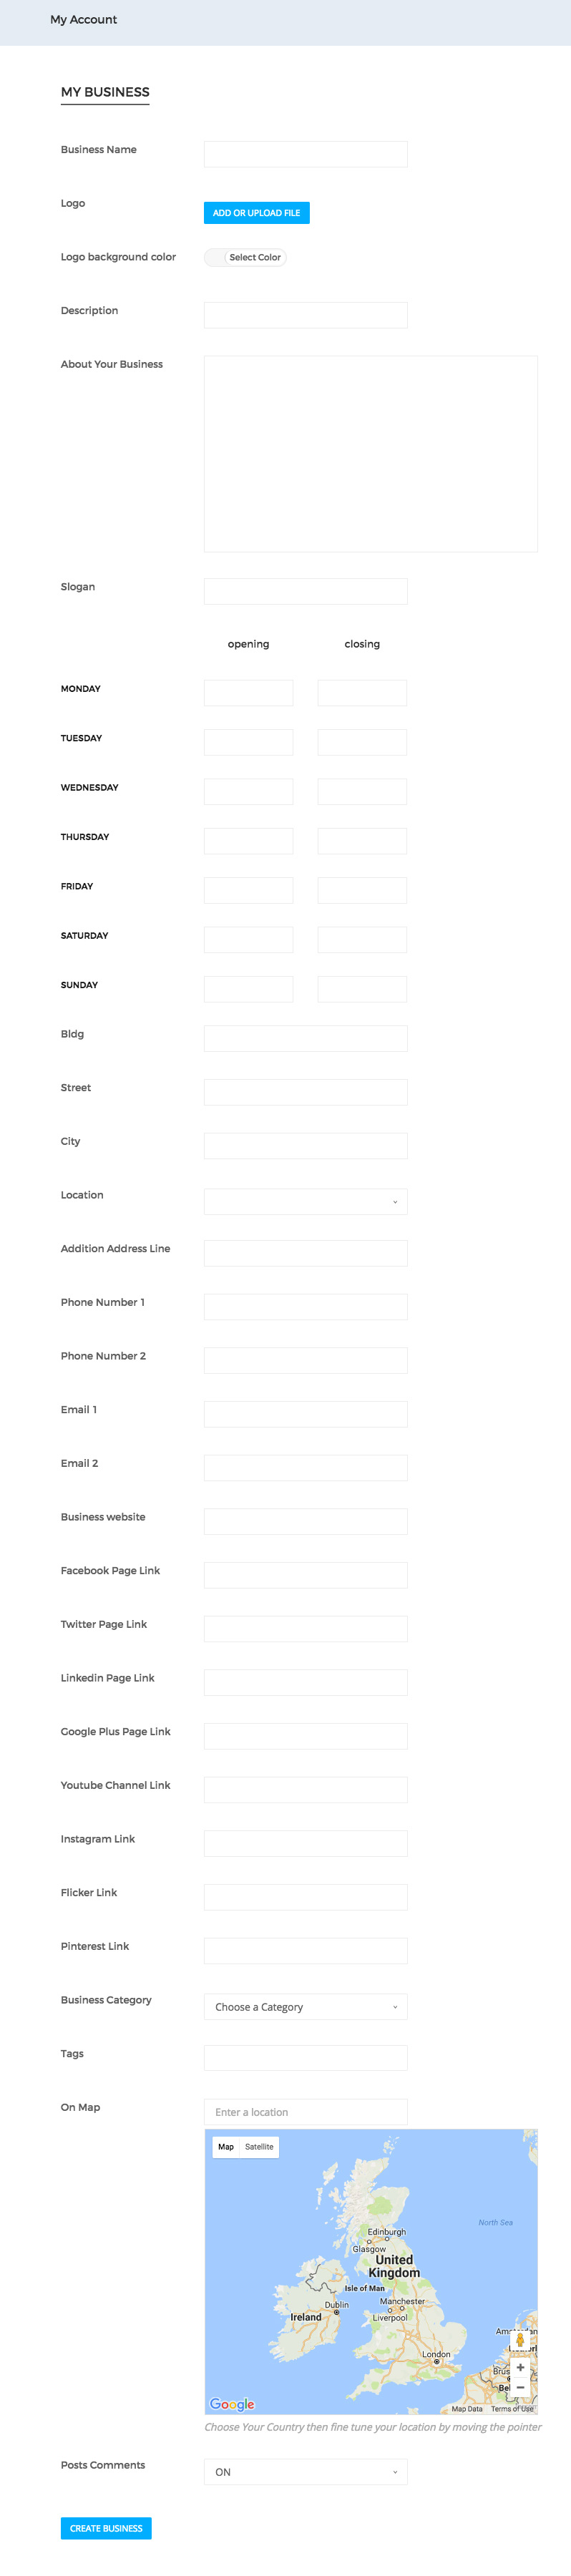 My Account
MY BUSINESS
Business Name
Logo
ADD OR UPLOAD FILE
Logo background color
Select Color
Description
About Your Business
Slogan
opening closing
MONDAY
TUESDAY
WEDNESDAY
THURSDAY
FRIDAY
SATURDAY
SUNDAY
Bldg
Street
City
Location
Addition Address Line
Phone Number 1
Phone Number 2
Email 1
Email 2
Business website
Facebook Page Link
Twitter Page Link
Linkedin Page Link
Google Plus Page Link
Youtube Channel Link
Instagram Link
Flicker Link
Pinterest Link
Business Category
Choose a Category
Tags
On Map
Enter a location
Map Satellite
North Sea
Edinburgh
Glasgow
United
Kingdom
Isle of Man
Dublin
Manchester
Ireland
Liverpool
London
Google
Map Data Terms of Use
Choose Your Country then fine tune your location by moving the pointer
Posts Comments
ON
CREATE BUSINESS